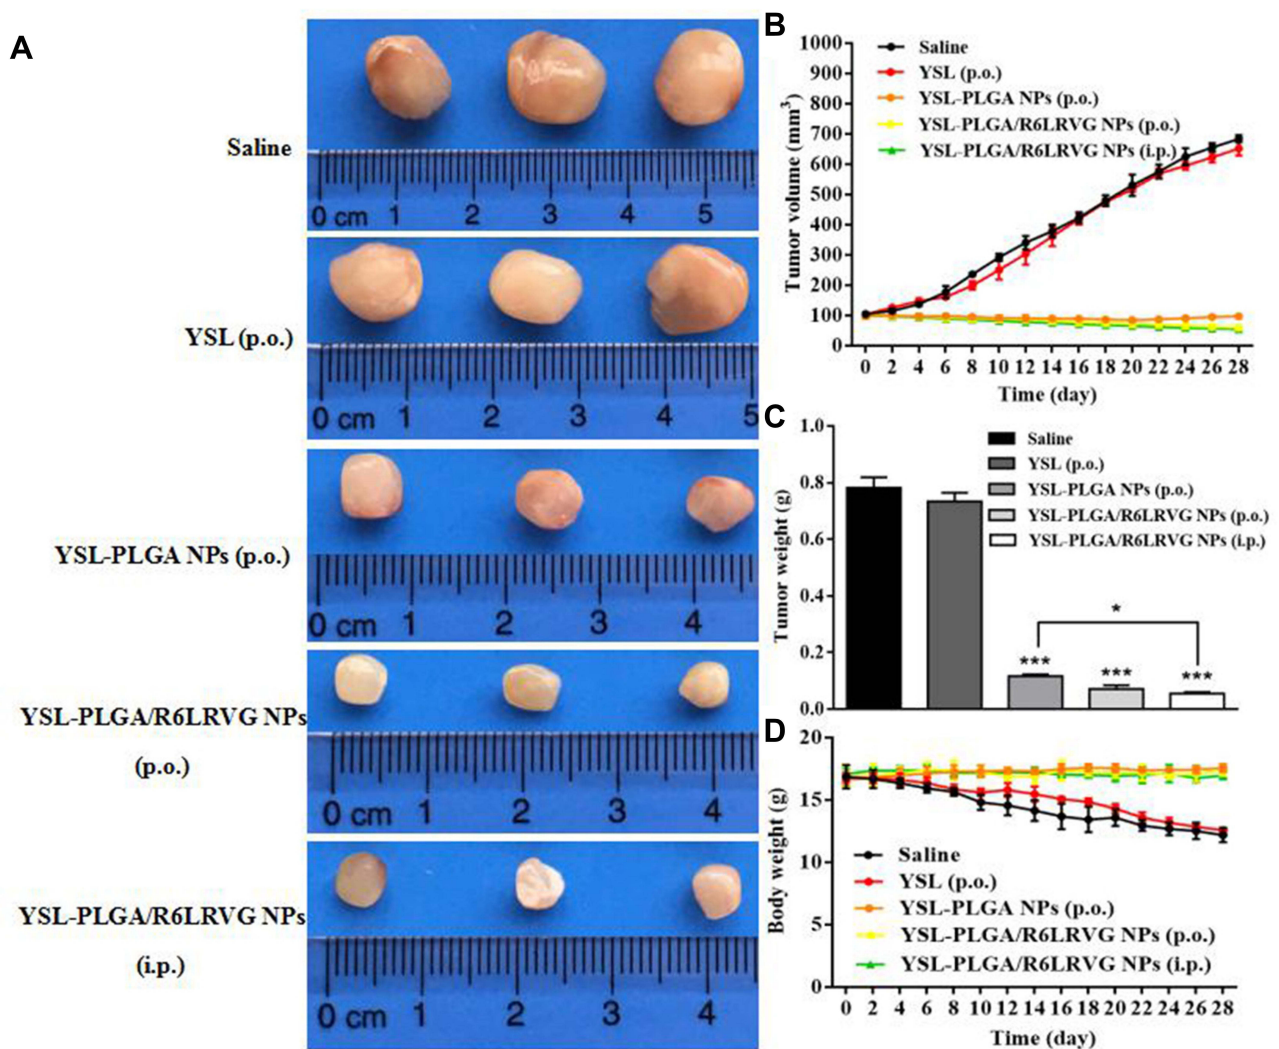 A
Saline
0 cm 1 2 3 4 5
YSL (p.o.)
0 cm 1 2 3 4 5
YSL-PLGA NPs (p.o.)
0 cm 1 2 3 4
YSL-PLGA/R6LRVG NPs
(p.o.)
0 cm 1 2 3 4
YSL-PLGA/R6LRVG NPs
(i.p.)
0 cm 1 2 3 4
B
Tumor volume (mm³)
1000
900
800
700
600
500
400
300
200
100
0
Saline
YSL (p.o.)
YSL-PLGA NPs (p.o.)
YSL-PLGA/R6LRVG NPs (p.o.)
YSL-PLGA/R6LRVG NPs (i.p.)
0 2 4 6 8 10 12 14 16 18 20 22 24 26 28
Time (day)
C
Tumor weight (g)
1.0
0.8
0.6
0.4
0.2
0.0
Saline
YSL (p.o.)
YSL-PLGA NPs (p.o.)
YSL-PLGA/R6LRVG NPs (p.o.)
YSL-PLGA/R6LRVG NPs (i.p.)
*
*** *** ***
D
Body weight (g)
20
15
10
5
0
Saline
YSL (p.o.)
YSL-PLGA NPs (p.o.)
YSL-PLGA/R6LRVG NPs (p.o.)
YSL-PLGA/R6LRVG NPs (i.p.)
0 2 4 6 8 10 12 14 16 18 20 22 24 26 28
Time (day)